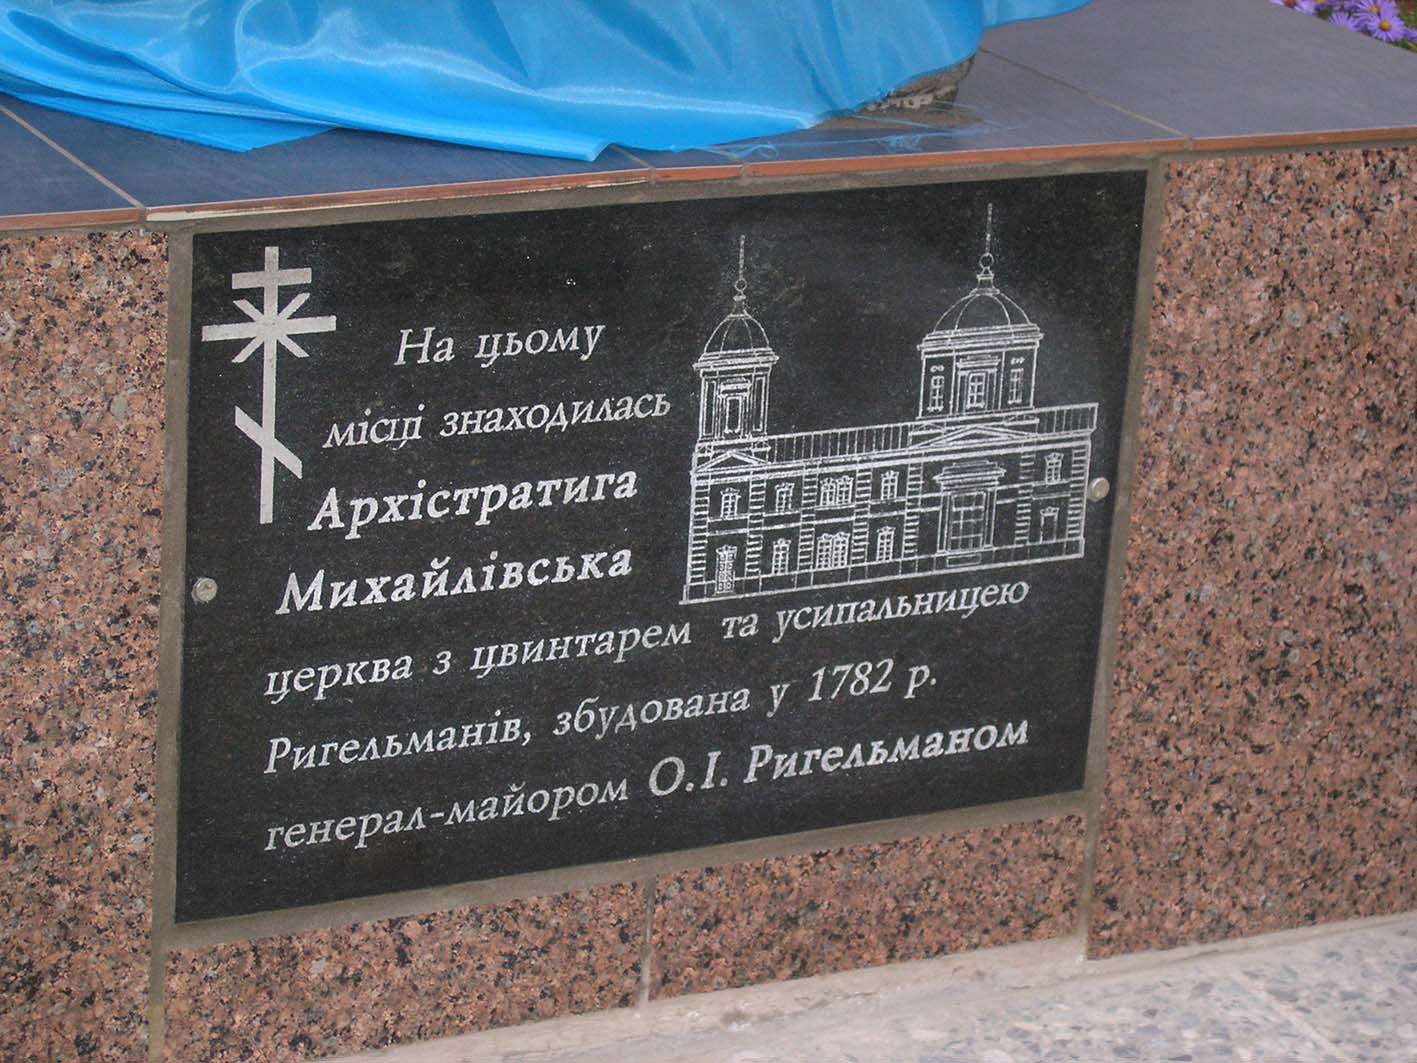 На цьому
місці знаходилась
Архістратига
Михайлівська
церква з цвинтарем та усипальницею
Ригельманів, збудована у 1782 р.
генерал-майором О.І. Ригельманом